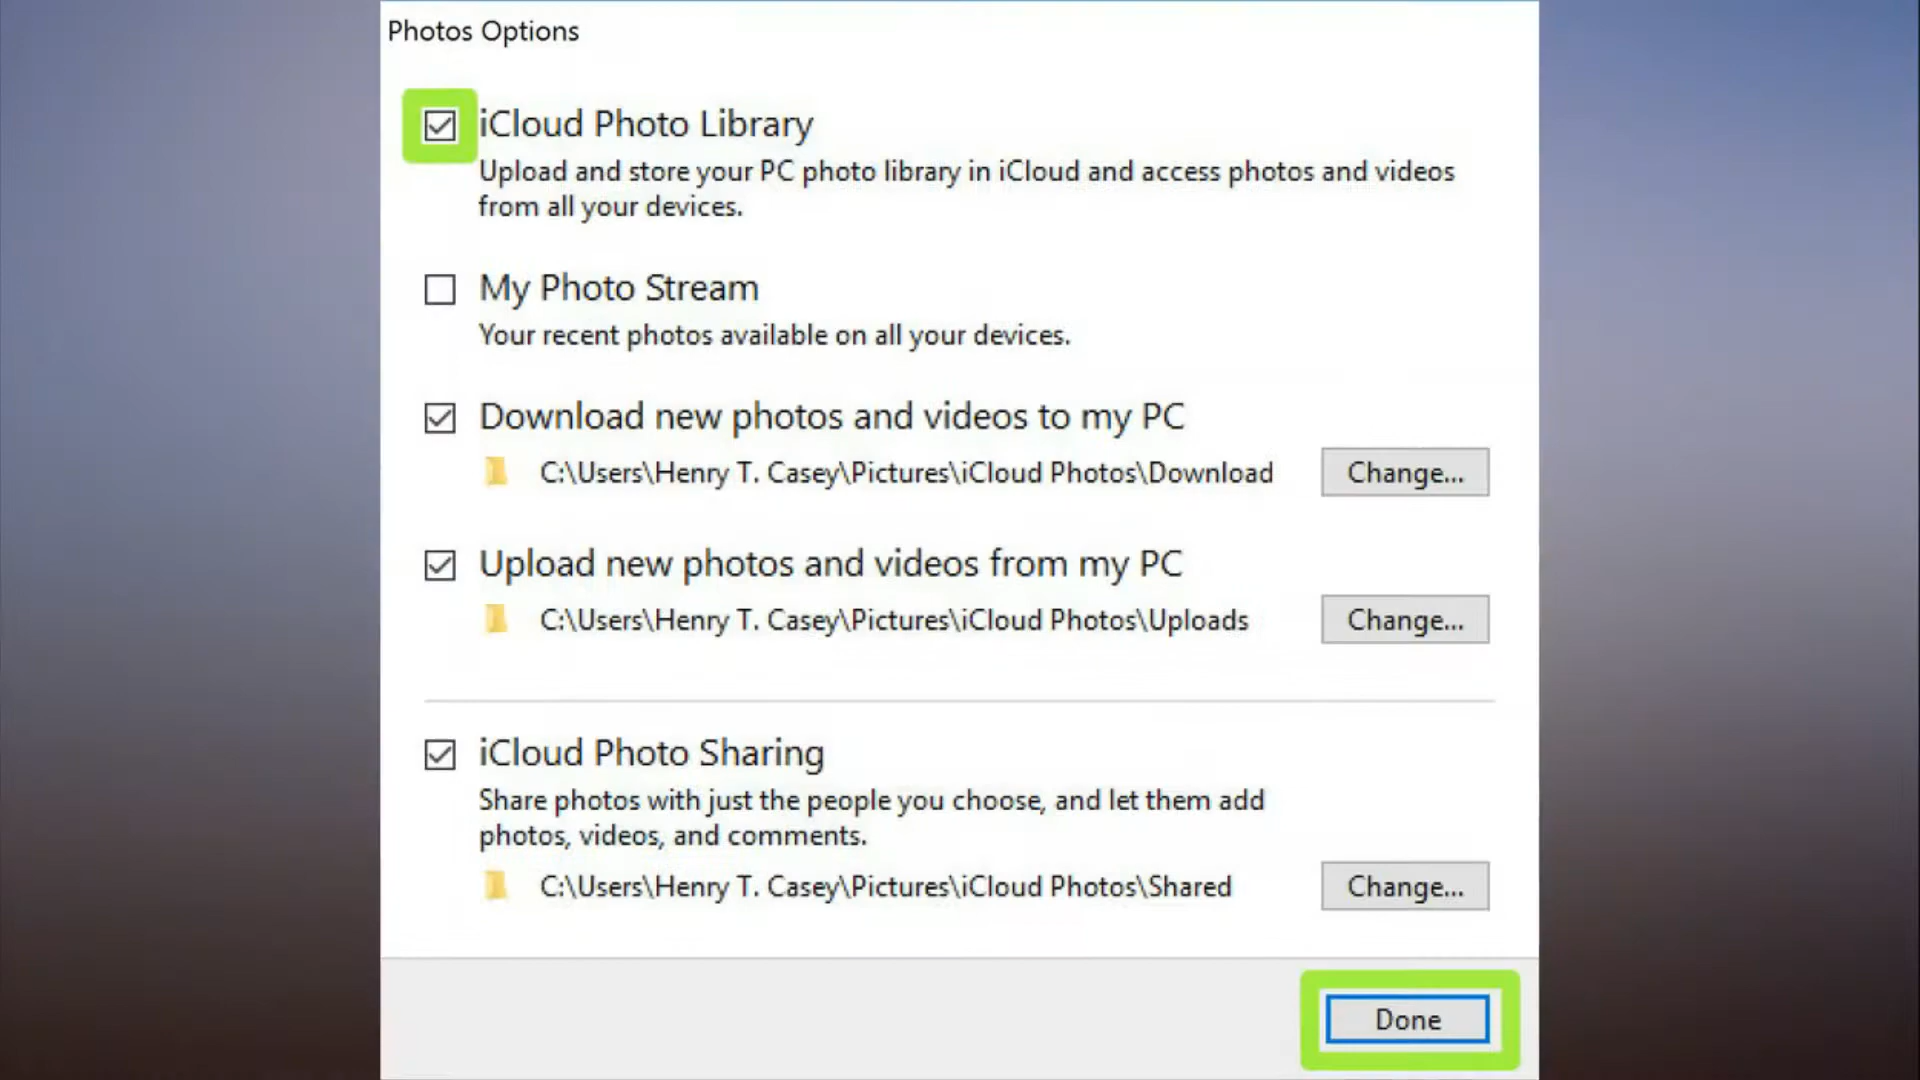 Photos Options
iCloud Photo Library
Upload and store your PC photo library in iCloud and access photos and videos
from all your devices.
My Photo Stream
Your recent photos available on all your devices.
Download new photos and videos to my PC
C:\Users\Henry T. Casey\Pictures\iCloud Photos\Download
Change...
Upload new photos and videos from my PC
C:\Users\Henry T. Casey\Pictures\iCloud Photos\Uploads
Change...
iCloud Photo Sharing
Share photos with just the people you choose, and let them add
photos, videos, and comments.
C:\Users\Henry T. Casey\Pictures\iCloud Photos\Shared
Change...
Done